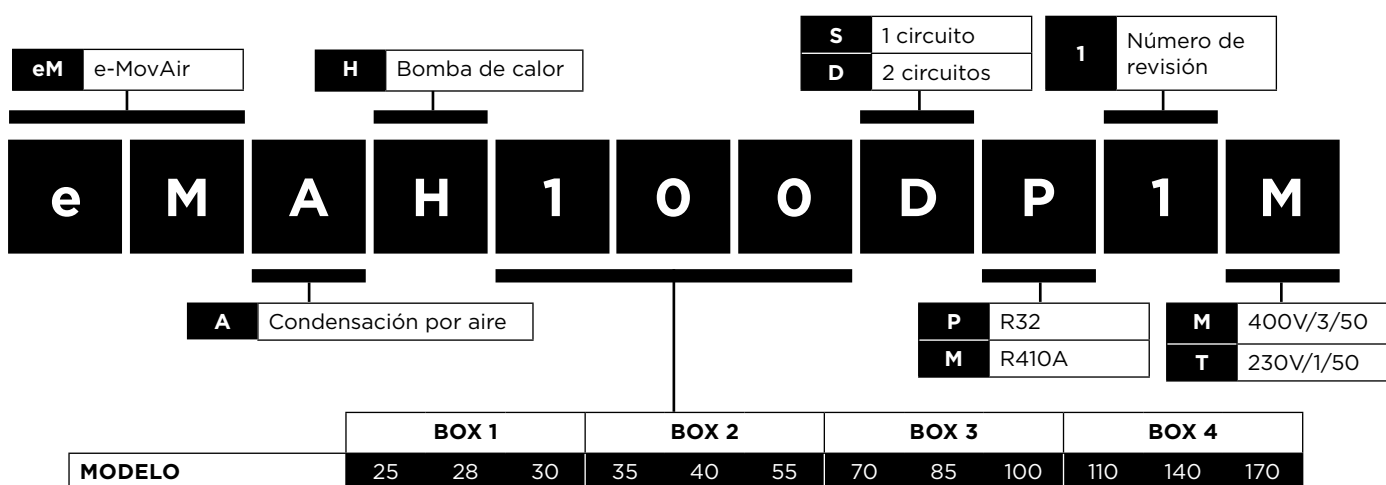 S 1 circuito
D 2 circuitos
1 Número de
revisión
eM e-MovAir
H Bomba de calor
e M A H 1 0 0 D P 1 M
A Condensación por aire
P R32
M R410A
M 400V/3/50
T 230V/1/50
BOX 1 BOX 2 BOX 3 BOX 4
MODELO 25 28 30 35 40 55 70 85 100 110 140 170